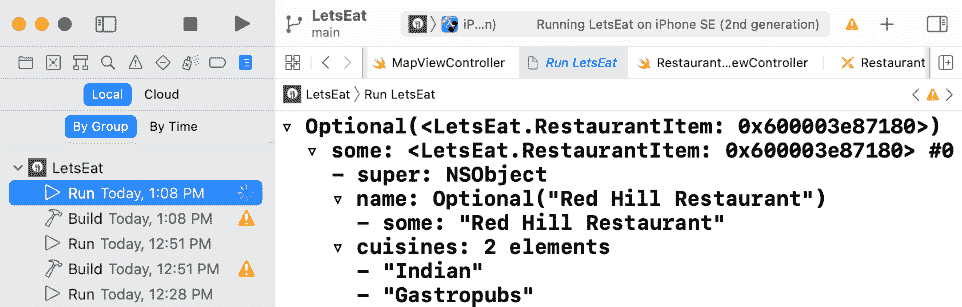 LetsEat
main
iP...n)
Running LetsEat on iPhone SE (2nd generation)
MapViewController
Run LetsEat
Restaurant...ewController
Restaurant
Local
Cloud
LetsEat
Run LetsEat
By Group
By Time
LetsEat
Run Today, 1:08 PM
Build Today, 1:08 PM
Run Today, 12:51 PM
Build Today, 12:51 PM
Run Today, 12:28 PM
Optional(<LetsEat.RestaurantItem: 0x600003e87180>)
some: <LetsEat.RestaurantItem: 0x600003e87180> #0
- super: NSObject
name: Optional("Red Hill Restaurant")
- some: "Red Hill Restaurant"
cuisines: 2 elements
- "Indian"
- "Gastropubs"